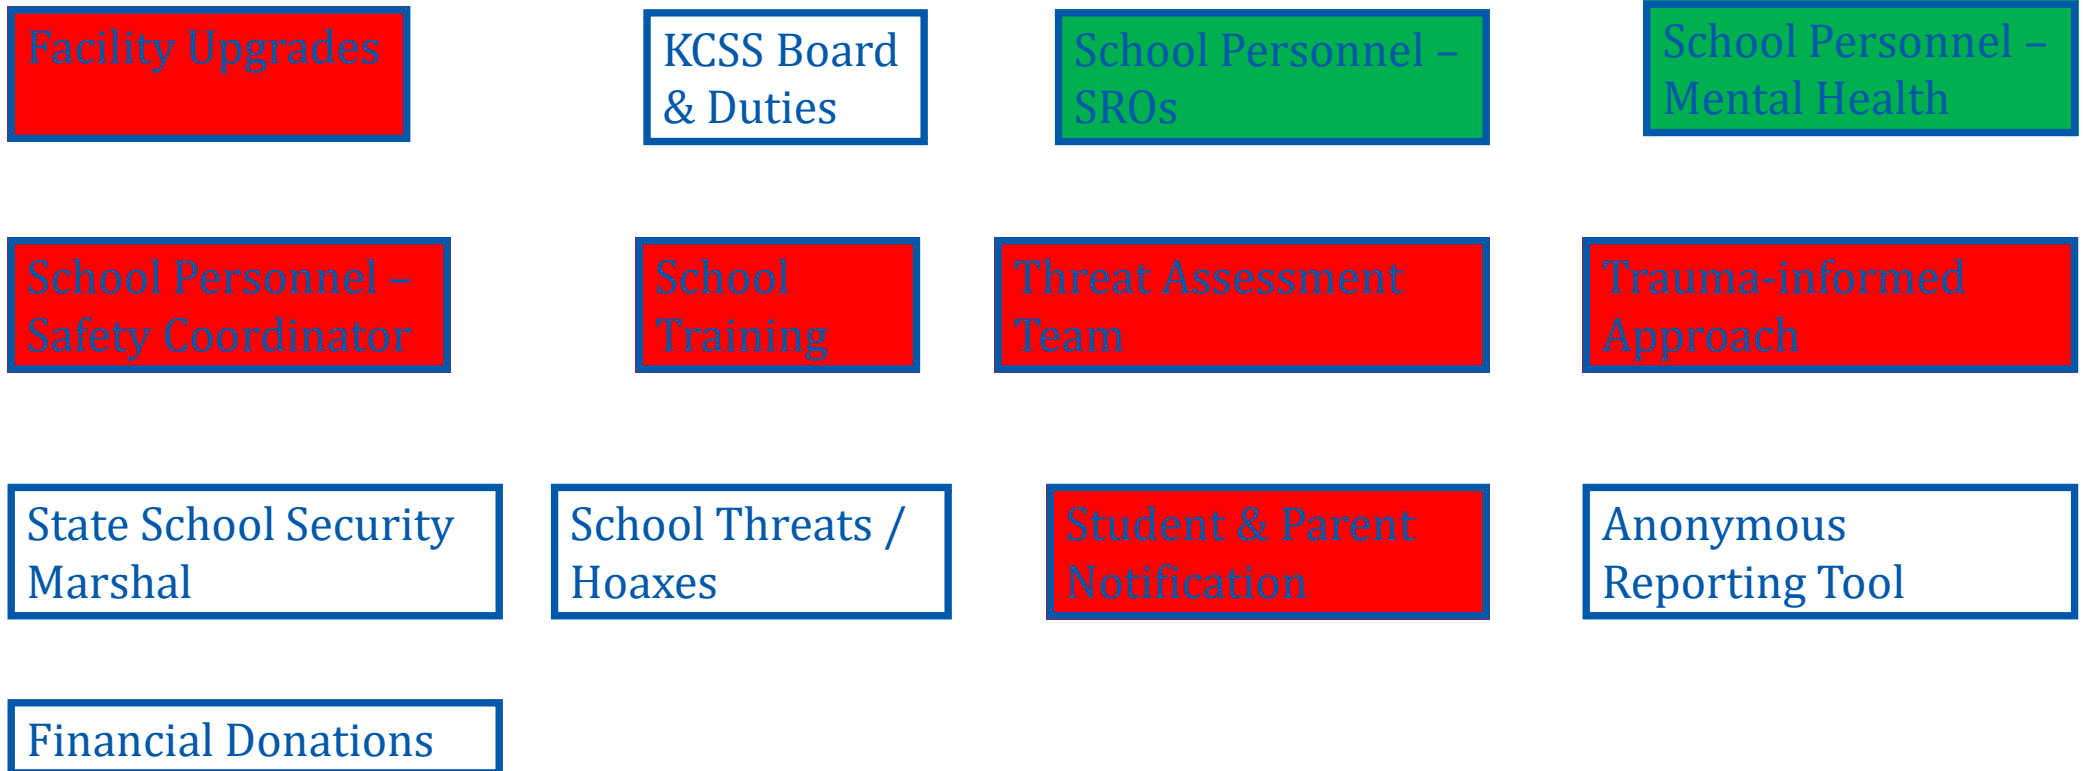 Facility Upgrades
KCSS Board
& Duties
School Personnel –
SROs
School Personnel –
Mental Health
School Personnel –
Safety Coordinator
School
Training
Threat Assessment
Team
Trauma-informed
Approach
State School Security
Marshal
School Threats /
Hoaxes
Student & Parent
Notification
Anonymous
Reporting Tool
Financial Donations